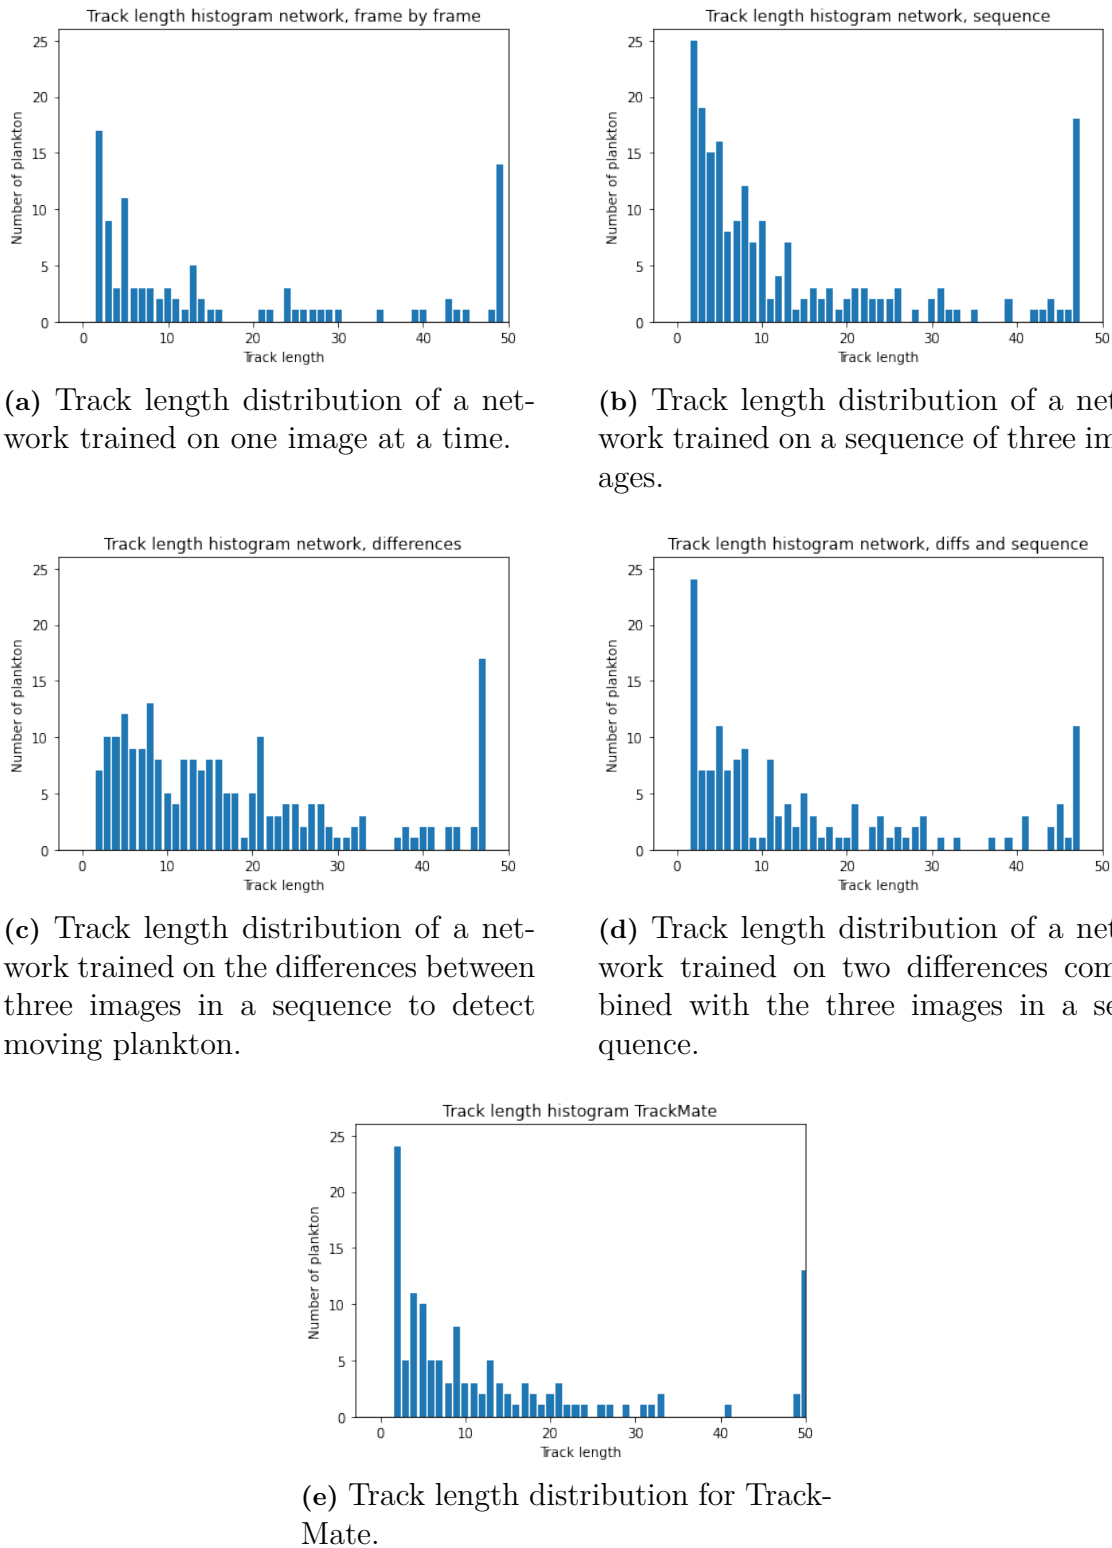 Track length histogram network, frame by frame
25
20
15
10
5
0
Number of plankton
0 10 20 30 40 50
Track length
(a) Track length distribution of a net-
work trained on one image at a time.
Track length histogram network, sequence
25
20
15
10
5
0
Number of plankton
0 10 20 30 40 50
Track length
(b) Track length distribution of a net
work trained on a sequence of three im
ages.
Track length histogram network, differences
25
20
15
10
5
0
Number of plankton
0 10 20 30 40 50
Track length
(c) Track length distribution of a net-
work trained on the differences between
three images in a sequence to detect
moving plankton.
Track length histogram network, diffs and sequence
25
20
15
10
5
0
Number of plankton
0 10 20 30 40 50
Track length
(d) Track length distribution of a net
work trained on two differences com
bined with the three images in a se
quence.
Track length histogram TrackMate
25
20
15
10
5
0
Number of plankton
0 10 20 30 40 50
Track length
(e) Track length distribution for Track-
Mate.